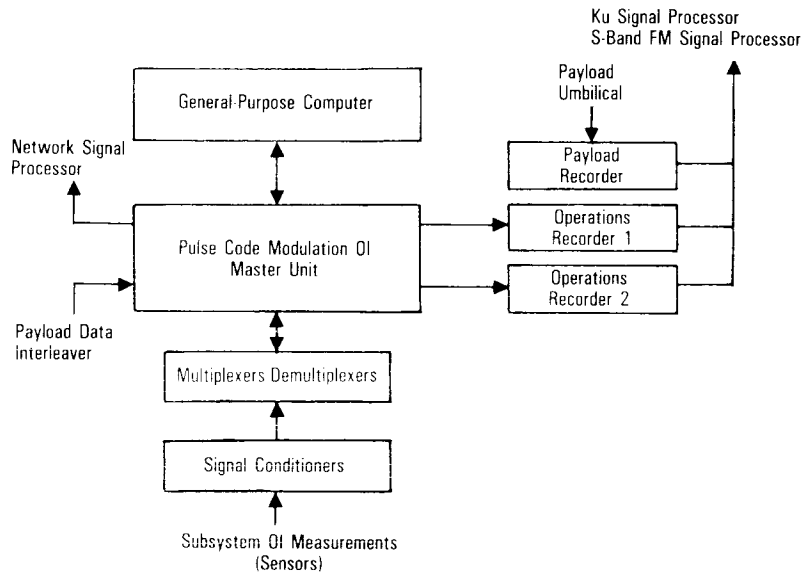 Ku Signal Processor
S-Band FM Signal Processor
Payload
Umbilical
General-Purpose Computer
Network Signal
Processor
Payload
Recorder
Pulse Code Modulation OI
Master Unit
Operations
Recorder 1
Operations
Recorder 2
Payload Data
Interleaver
Multiplexers Demultiplexers
Signal Conditioners
Subsystem OI Measurements
(Sensors)